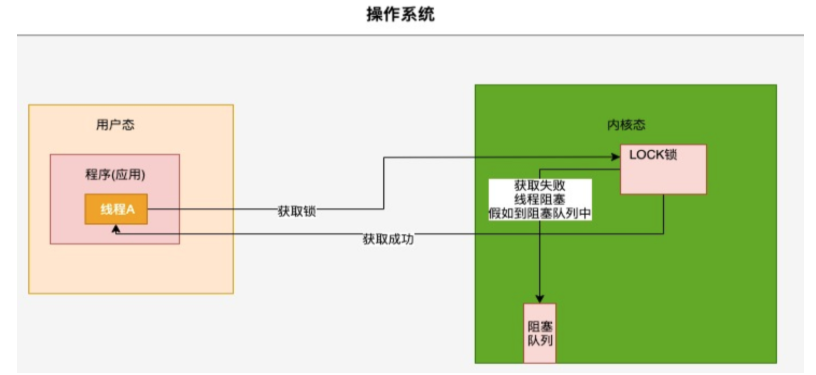 操作系统
用户态
程序(应用)
线程A
获取锁
获取成功
内核态
LOCK锁
获取失败
线程阻塞
假如到阻塞队列中
阻塞
队列